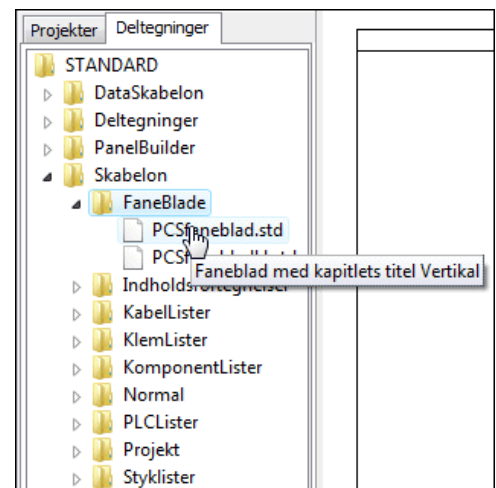 Projekter Deltegninger
STANDARD
DataSkabelon
Deltegninger
PanelBuilder
Skabelon
FaneBlade
PCSfaneblad.std
Faneblad med kapitlets titel Vertikal
Indholdsfortegnelser
KabelLister
KlemLister
KomponentLister
Normal
PLCLister
Projekt
Styklister